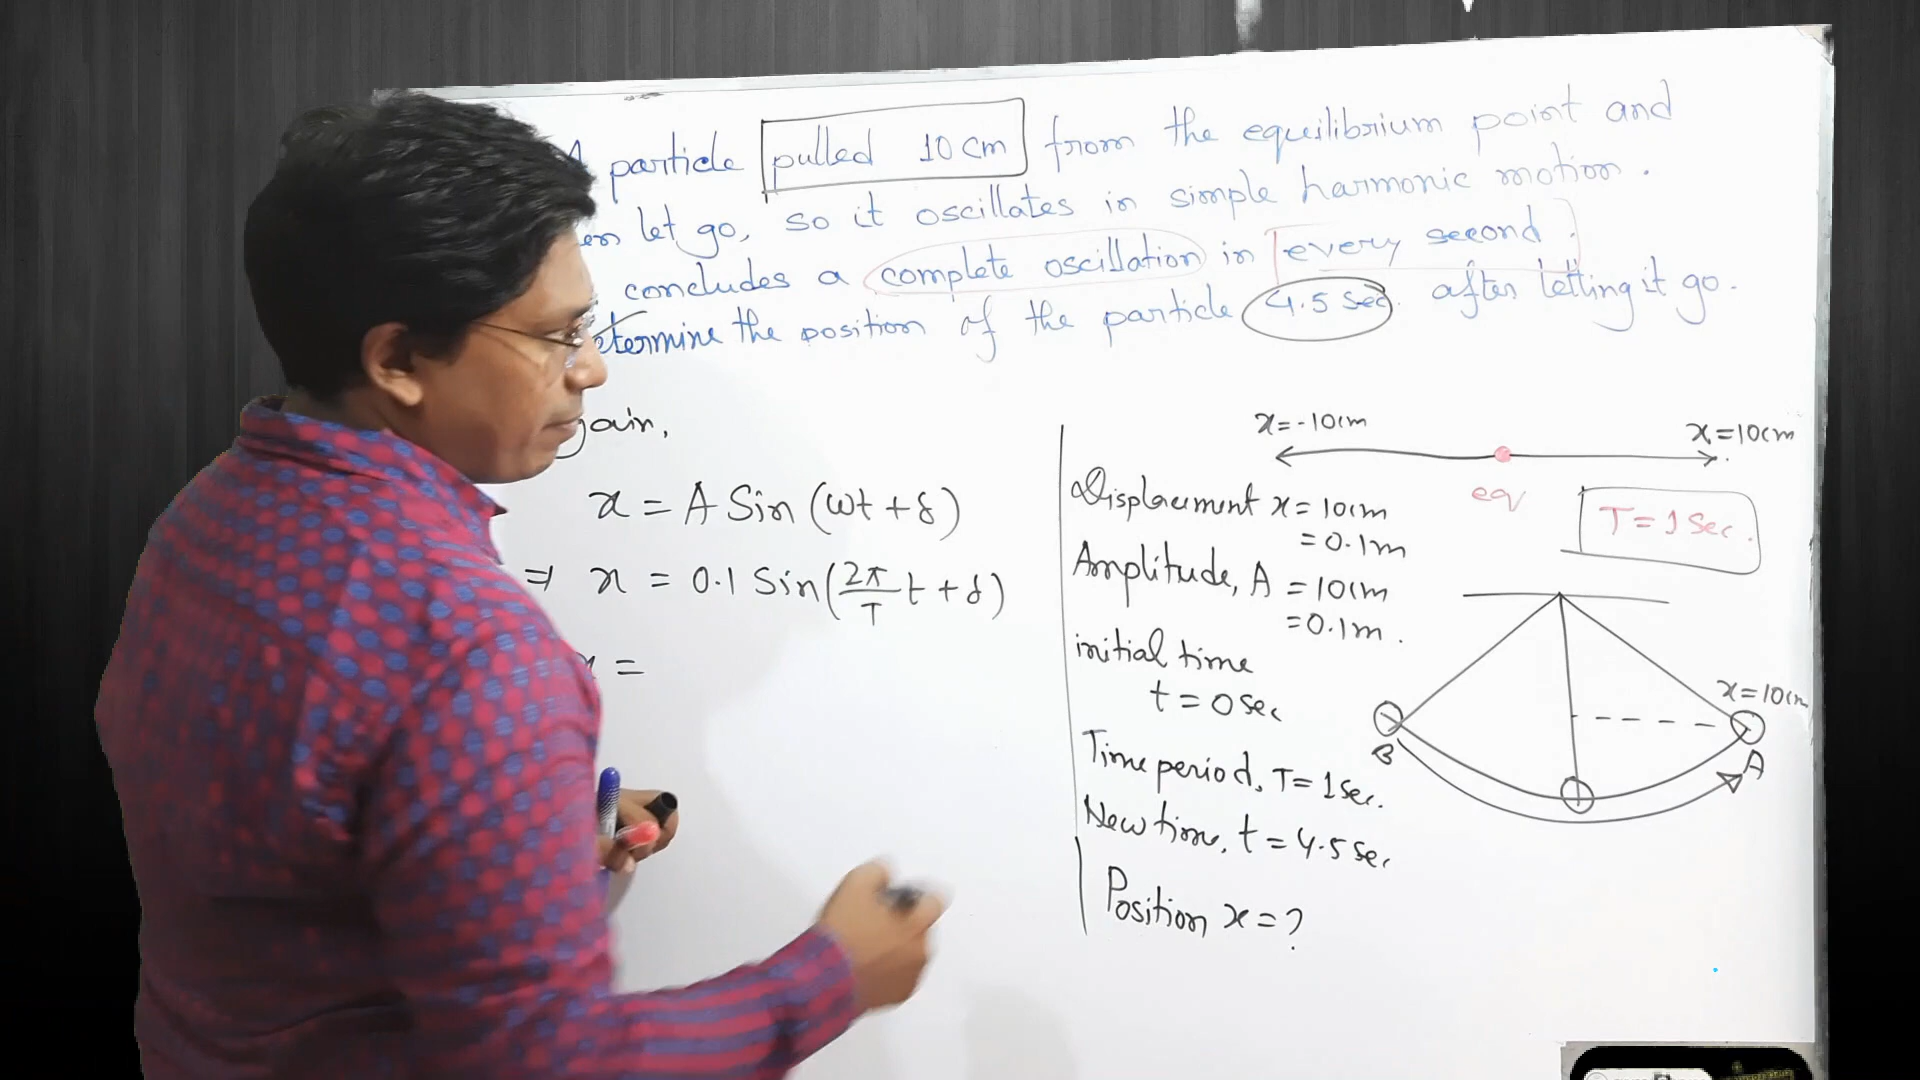 A particle pulled 10 cm from the equilibrium point and
let go, so it oscillates in simple harmonic motion.
concludes a complete oscillation in every second.
etermine the position of the particle 4.5 sec. after letting it go.
gain,
x = A Sin (ωt + δ)
⇒ x = 0.1 Sin(2π/T t + δ)
x =
x = -10cm
x = 10cm
eq
T = 1 Sec.
Displacement x = 10cm
= 0.1m
Amplitude, A = 10cm
= 0.1m.
initial time
t = 0 sec
Time period, T = 1 Sec.
New time, t = 4.5 Sec
Position x = ?
x = 10cm
B
A